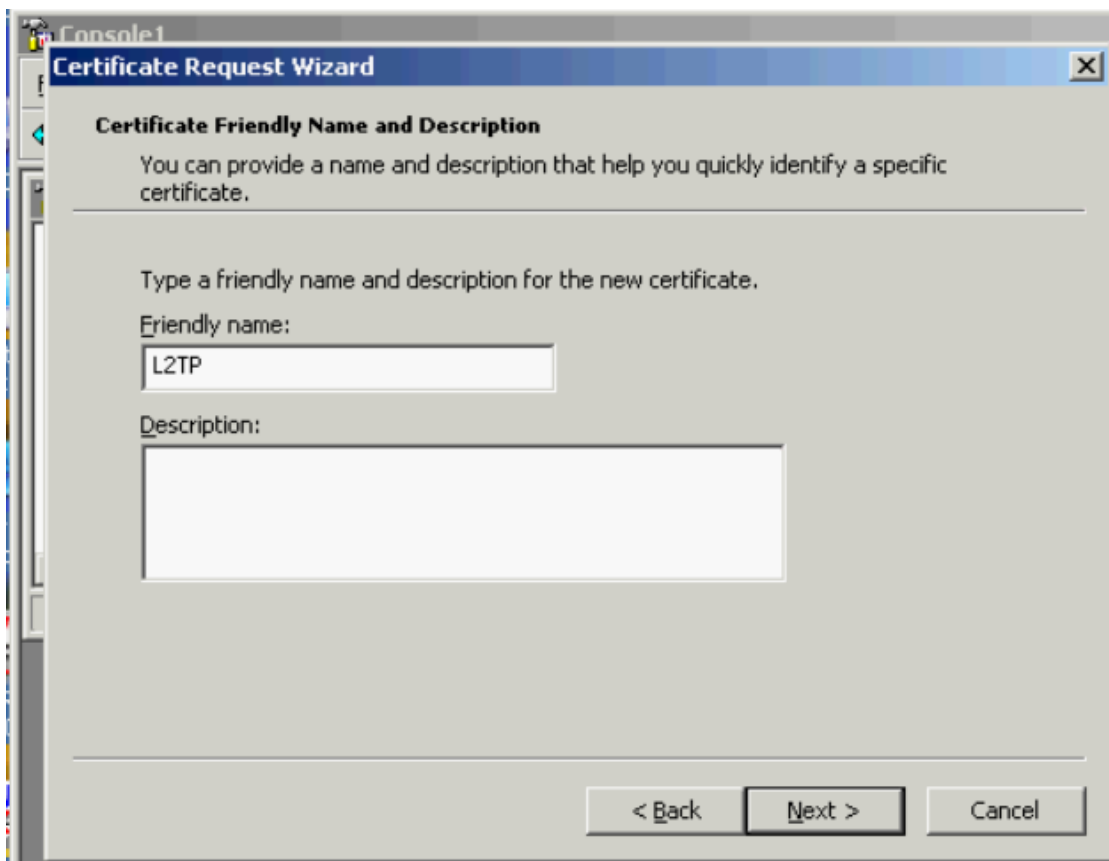 Console1
Certificate Request Wizard
Certificate Friendly Name and Description
You can provide a name and description that help you quickly identify a specific
certificate.
Type a friendly name and description for the new certificate.
Friendly name:
L2TP
Description:
< Back Next > Cancel